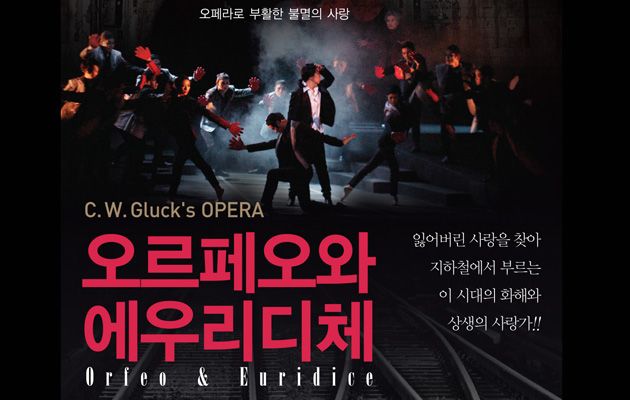 오페라로 부활한 불멸의 사랑
C. W. Gluck's OPERA
오르페오와
에우리디체
Orfeo & Euridice
잃어버린 사랑을 찾아
지하철에서 부르는
이 시대의 화해와
상생의 사랑가!!